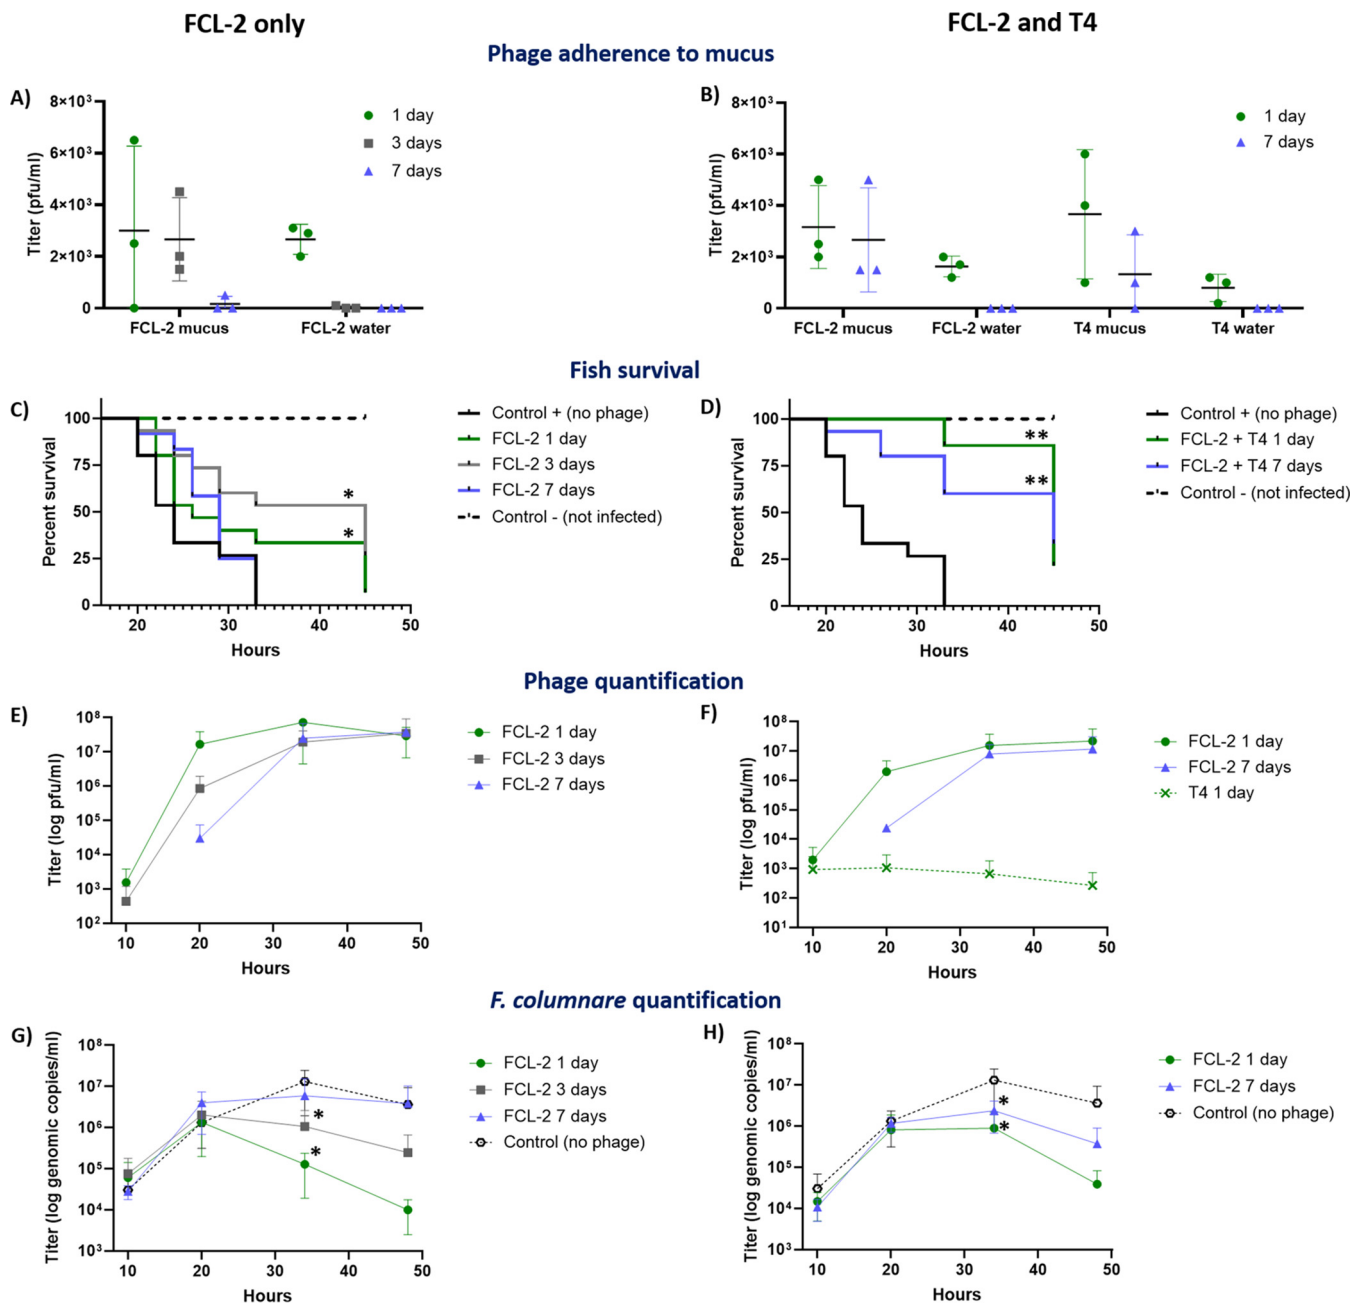 FCL-2 only
FCL-2 and T4
Phage adherence to mucus
A)
Titer (pfu/ml)
8×10³
6×10³
4×10³
2×10³
0
FCL-2 mucus
FCL-2 water
1 day
3 days
7 days
B)
Titer (pfu/ml)
8×10³
6×10³
4×10³
2×10³
0
FCL-2 mucus
FCL-2 water
T4 mucus
T4 water
1 day
7 days
Fish survival
C)
Percent survival
100
75
50
25
0
20
30
40
50
Hours
*
*
Control + (no phage)
FCL-2 1 day
FCL-2 3 days
FCL-2 7 days
Control - (not infected)
D)
Percent survival
100
75
50
25
0
20
30
40
50
Hours
**
**
Control + (no phage)
FCL-2 + T4 1 day
FCL-2 + T4 7 days
Control - (not infected)
Phage quantification
E)
Titer (log pfu/ml)
10⁸
10⁷
10⁶
10⁵
10⁴
10³
10²
10
20
30
40
50
Hours
FCL-2 1 day
FCL-2 3 days
FCL-2 7 days
F)
Titer (log pfu/ml)
10⁸
10⁷
10⁶
10⁵
10⁴
10³
10²
10¹
10
20
30
40
50
Hours
FCL-2 1 day
FCL-2 7 days
T4 1 day
F. columnare quantification
G)
Titer (log genomic copies/ml)
10⁸
10⁷
10⁶
10⁵
10⁴
10³
10
20
30
40
50
Hours
*
*
FCL-2 1 day
FCL-2 3 days
FCL-2 7 days
Control (no phage)
H)
Titer (log genomic copies/ml)
10⁸
10⁷
10⁶
10⁵
10⁴
10³
10
20
30
40
50
Hours
*
*
FCL-2 1 day
FCL-2 7 days
Control (no phage)